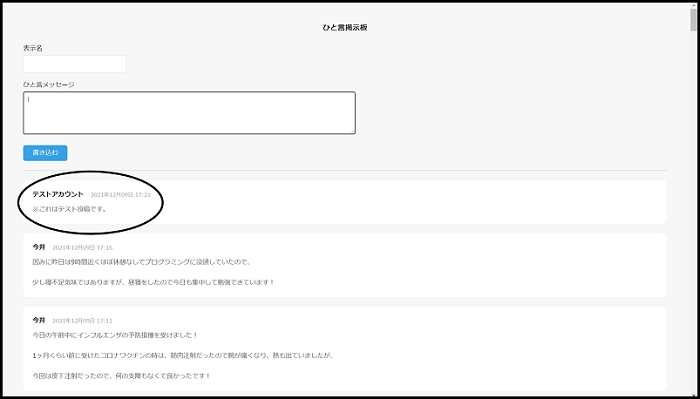 ひと言掲示板
表示名
ひと言メッセージ
書き込む
テストアカウント 2021年12月09日 17:21
※これはテスト投稿です。
今井 2021年12月09日 17:16
因みに昨日は9時間近くほぼ休憩なしでプログラミングに没頭していたので、
少し寝不足気味ではありますが、昼寝をしたので今日も集中して勉強できています！
今井 2021年12月09日 17:11
今日の午前中にインフルエンザの予防接種を受けました！
1ヶ月くらい前に受けたコロナワクチンの時は、筋肉注射だったので腕が痛くなり、熱も出ていましたが、
今回は皮下注射だったので、何の支障もなくて良かったです！